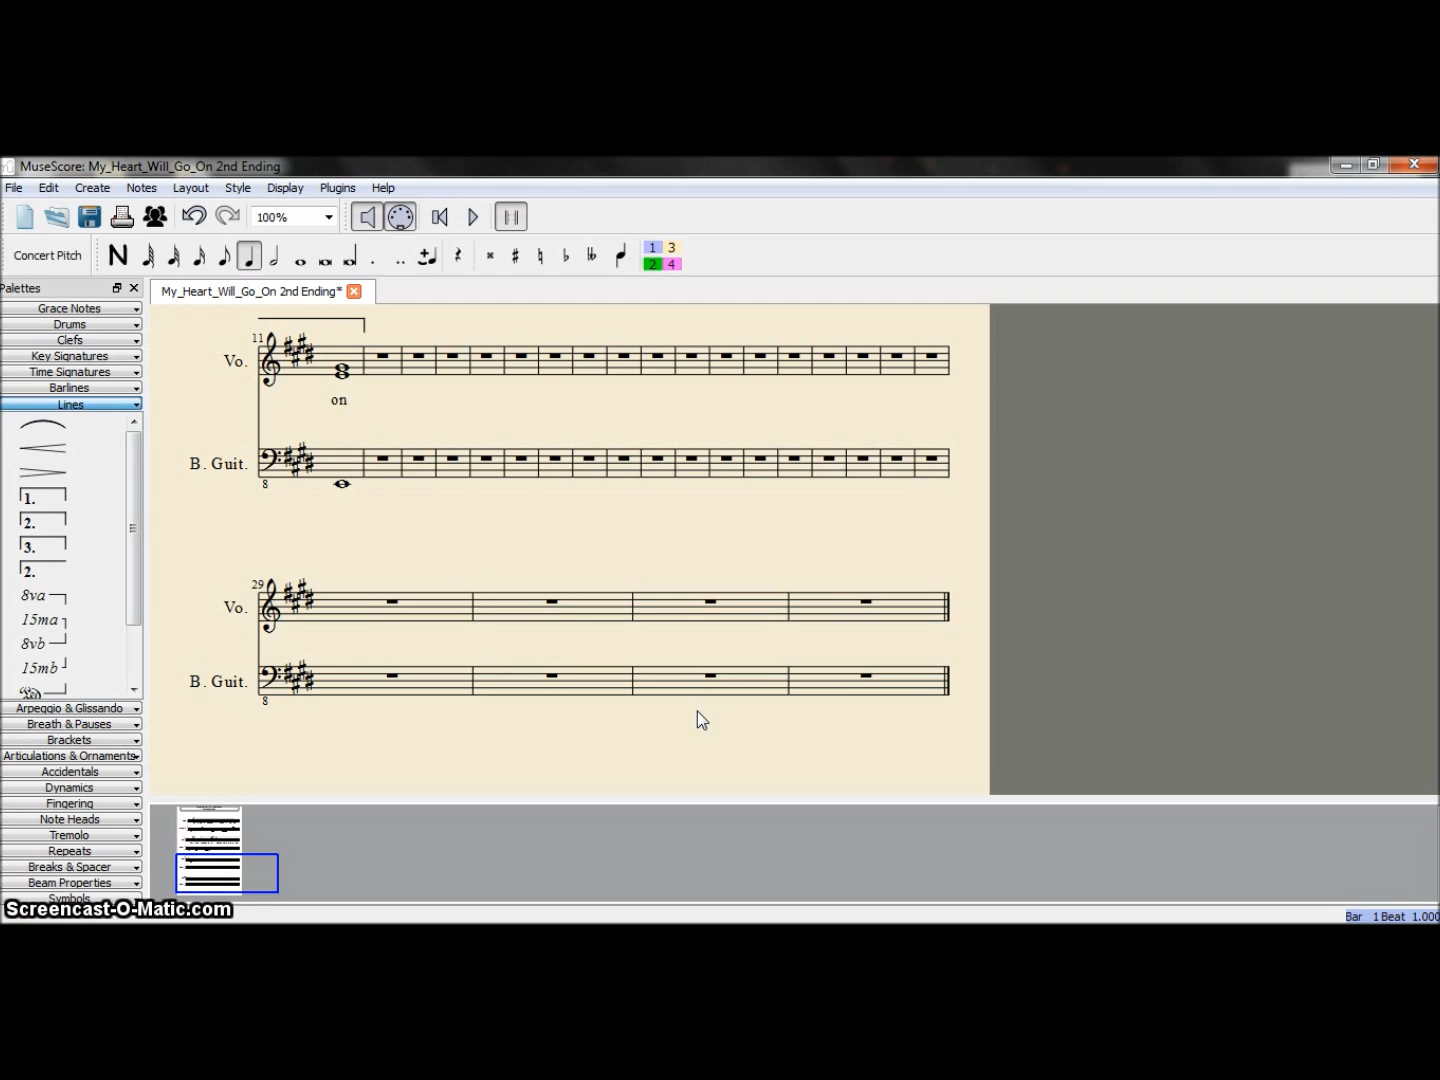 MuseScore: My_Heart_Will_Go_On 2nd Ending
File Edit Create Notes Layout Style Display Plugins Help
100%
Concert Pitch N 1 3
2 4
Palettes
My_Heart_Will_Go_On 2nd Ending*
Grace Notes
Drums
Clefs
Key Signatures
Time Signatures
Barlines
Lines
1.
2.
3.
2.
8va
15ma
8vb
15mb
Arpeggio & Glissando
Breath & Pauses
Brackets
Articulations & Ornaments
Accidentals
Dynamics
Fingering
Note Heads
Tremolo
Repeats
Breaks & Spacer
Beam Properties
Symbols
11
Vo.
on
B. Guit.
8
29
Vo.
B. Guit.
8
Screencast-O-Matic.com
Bar 1 Beat 1.000